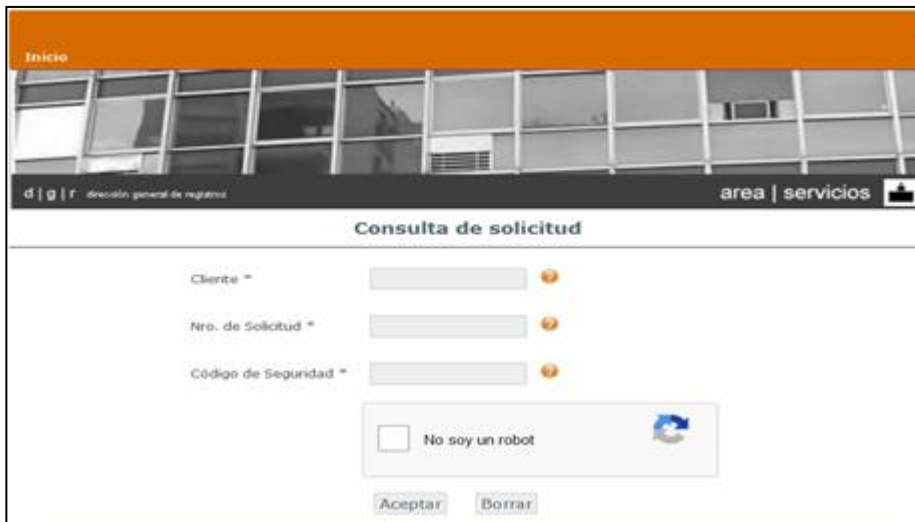 Inicio
d | g | r dirección general de registros
area | servicios
Consulta de solicitud
Cliente *
Nro. de Solicitud *
Código de Seguridad *
No soy un robot
Aceptar Borrar